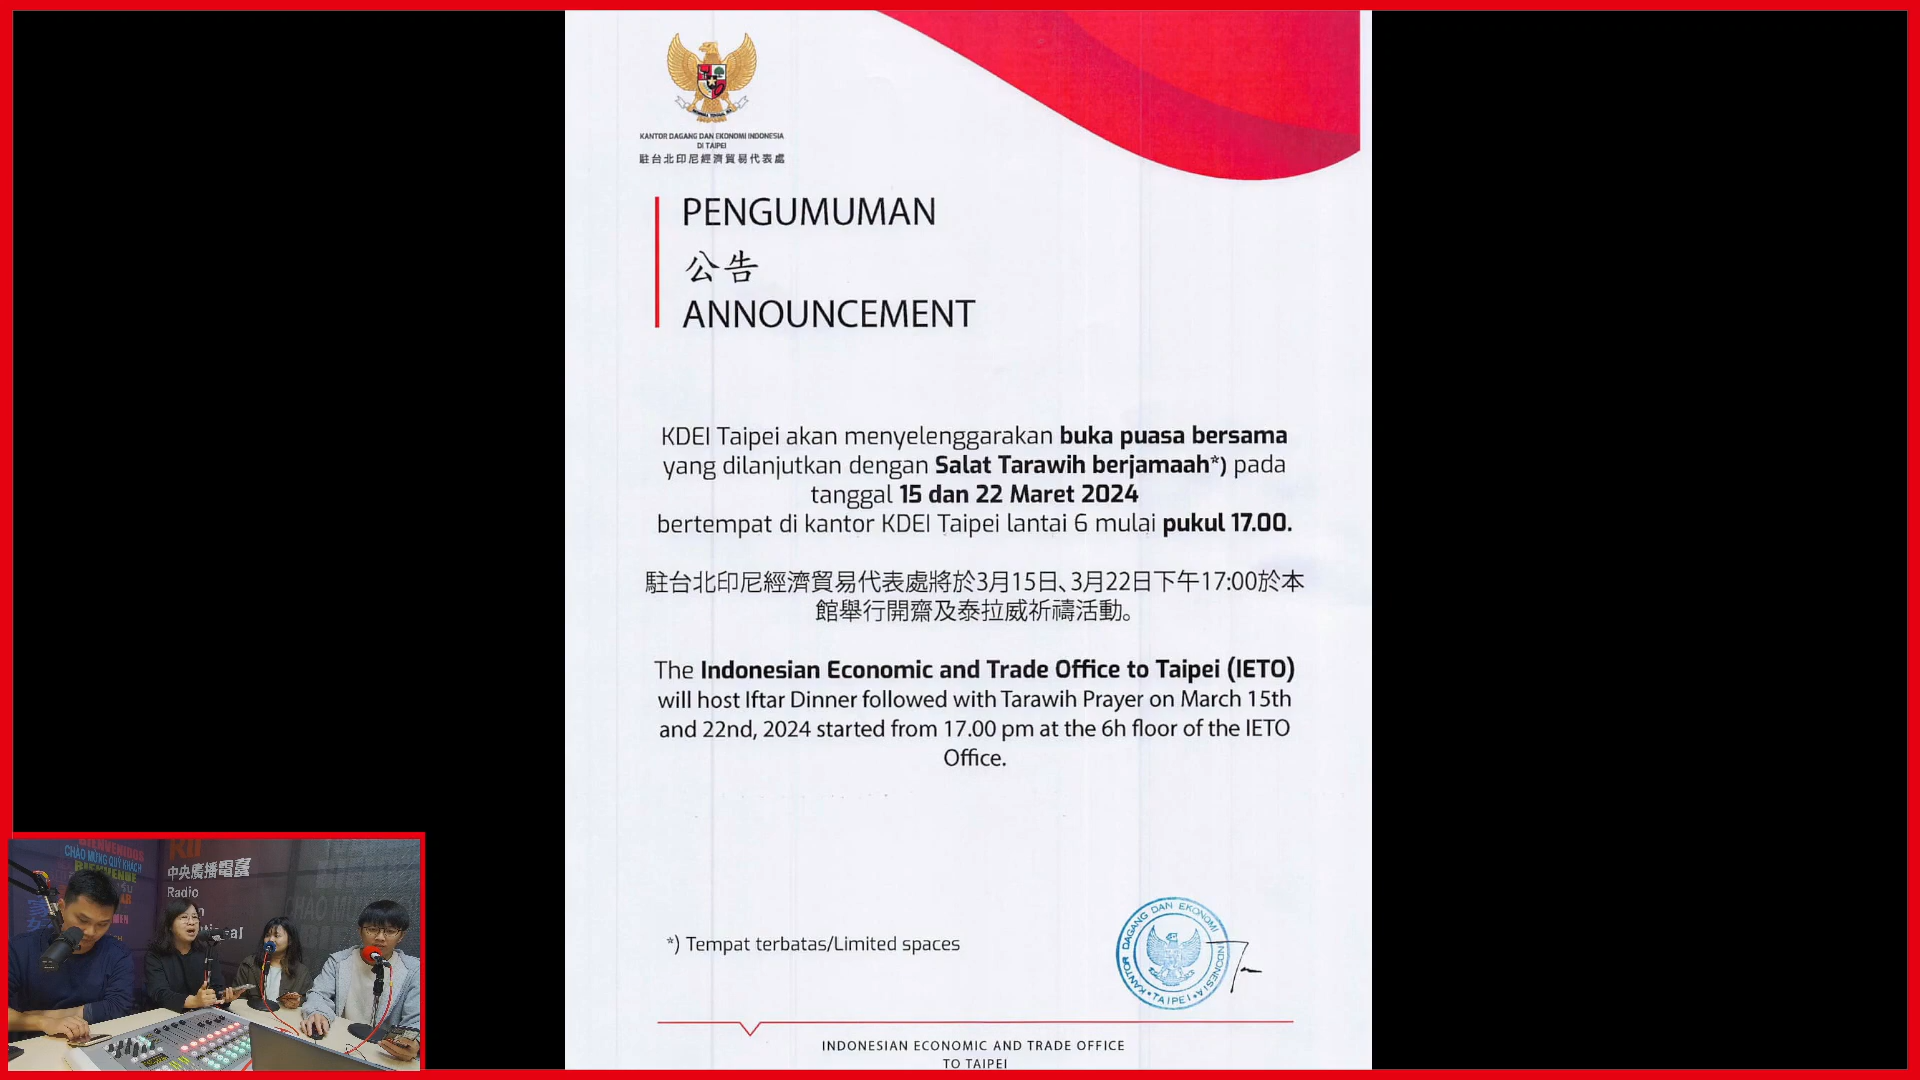 KANTOR DAGANG DAN EKONOMI INDONESIA
DI TAIPEI
駐台北印尼經濟貿易代表處
PENGUMUMAN
公告
ANNOUNCEMENT
KDEI Taipei akan menyelenggarakan buka puasa bersama
yang dilanjutkan dengan Salat Tarawih berjamaah*) pada
tanggal 15 dan 22 Maret 2024
bertempat di kantor KDEI Taipei lantai 6 mulai pukul 17.00.
駐台北印尼經濟貿易代表處將於3月15日、3月22日下午17:00於本
館舉行開齋及泰拉威祈禱活動。
The Indonesian Economic and Trade Office to Taipei (IETO)
will host Iftar Dinner followed with Tarawih Prayer on March 15th
and 22nd, 2024 started from 17.00 pm at the 6h floor of the IETO
Office.
*) Tempat terbatas/Limited spaces
KANTOR DAGANG DAN EKONOMI INDONESIA
TAIPEI
INDONESIAN ECONOMIC AND TRADE OFFICE
TO TAIPEI
BIENVENIDOS
CHÀO MỪNG QUÝ KHÁCH
BIENVENUE
中央廣播電臺
Radio